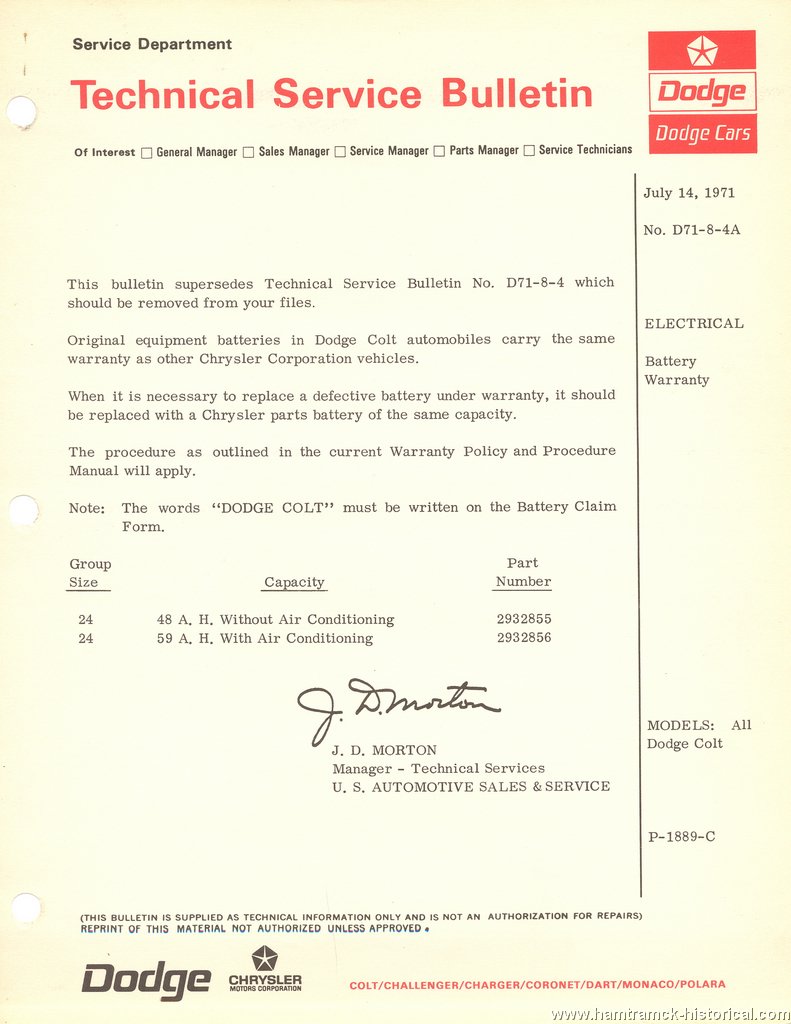 Service Department
Technical Service Bulletin
Dodge
Dodge Cars
Of Interest □ General Manager □ Sales Manager □ Service Manager □ Parts Manager □ Service Technicians
July 14, 1971
No. D71-8-4A
This bulletin supersedes Technical Service Bulletin No. D71-8-4 which
should be removed from your files.
ELECTRICAL
Original equipment batteries in Dodge Colt automobiles carry the same
warranty as other Chrysler Corporation vehicles.
Battery
Warranty
When it is necessary to replace a defective battery under warranty, it should
be replaced with a Chrysler parts battery of the same capacity.
The procedure as outlined in the current Warranty Policy and Procedure
Manual will apply.
Note: The words “DODGE COLT” must be written on the Battery Claim
Form.
Group Part
Size Capacity Number
24 48 A. H. Without Air Conditioning 2932855
24 59 A. H. With Air Conditioning 2932856
J. D. Morton
J. D. MORTON
Manager - Technical Services
U. S. AUTOMOTIVE SALES & SERVICE
MODELS: All
Dodge Colt
P-1889-C
(THIS BULLETIN IS SUPPLIED AS TECHNICAL INFORMATION ONLY AND IS NOT AN AUTHORIZATION FOR REPAIRS)
REPRINT OF THIS MATERIAL NOT AUTHORIZED UNLESS APPROVED.
Dodge
CHRYSLER
MOTORS CORPORATION
COLT/CHALLENGER/CHARGER/CORONET/DART/MONACO/POLARA
www.hamtramck-historical.com